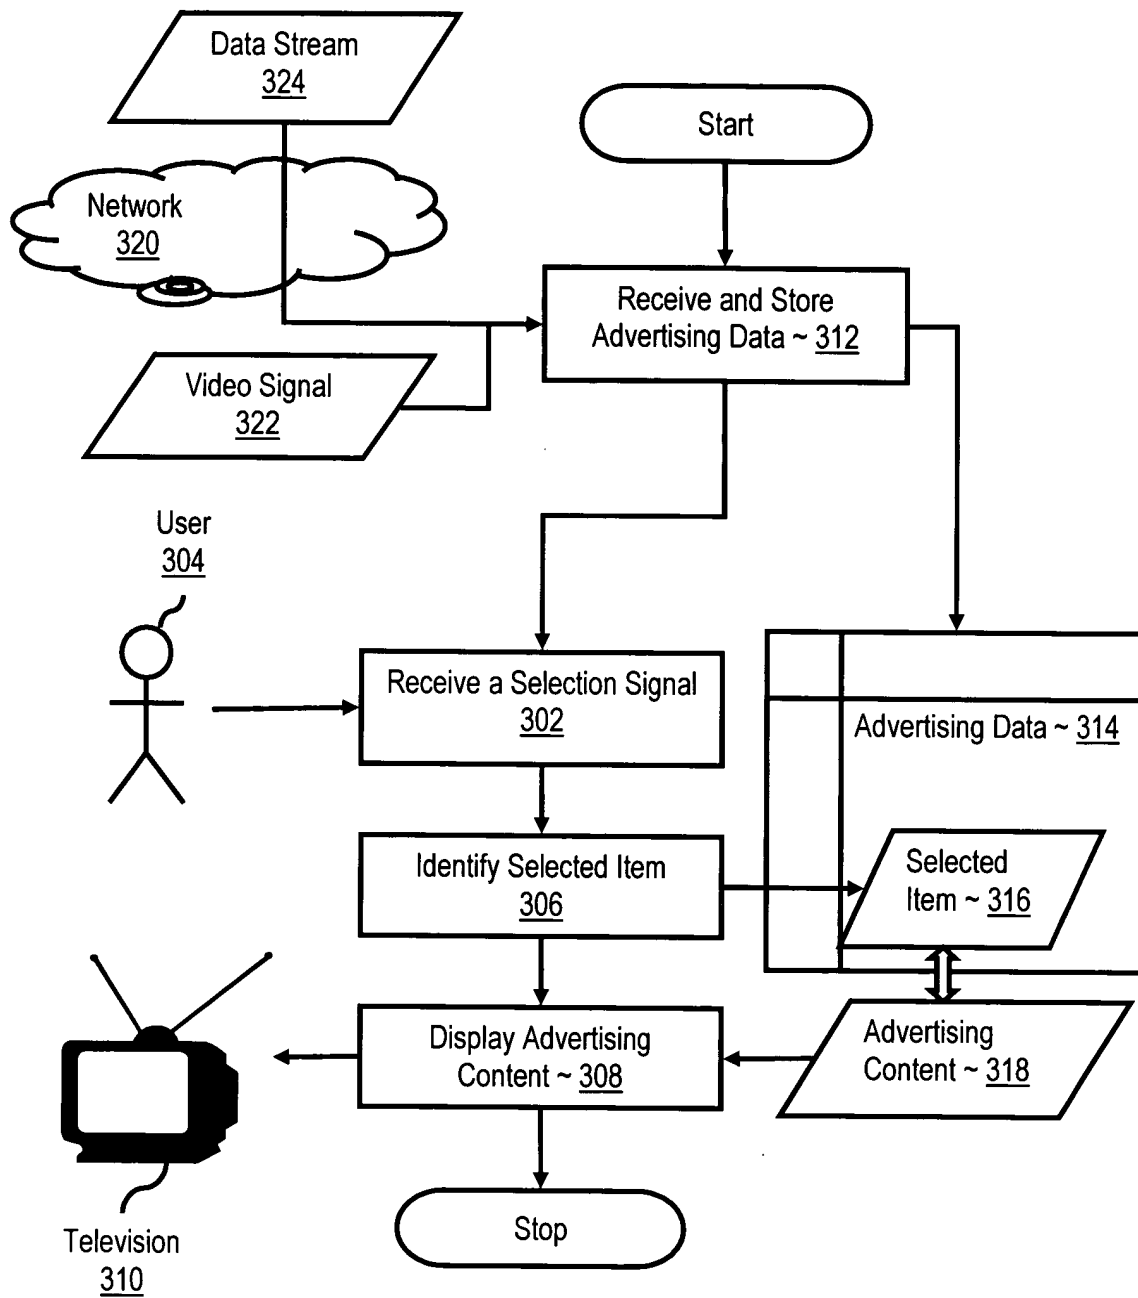 Data Stream
324
Start
Network
320
Receive and Store
Advertising Data ~ 312
Video Signal
322
User
304
Receive a Selection Signal
302
Advertising Data ~ 314
Identify Selected Item
306
Selected
Item ~ 316
Display Advertising
Content ~ 308
Advertising
Content ~ 318
Stop
Television
310